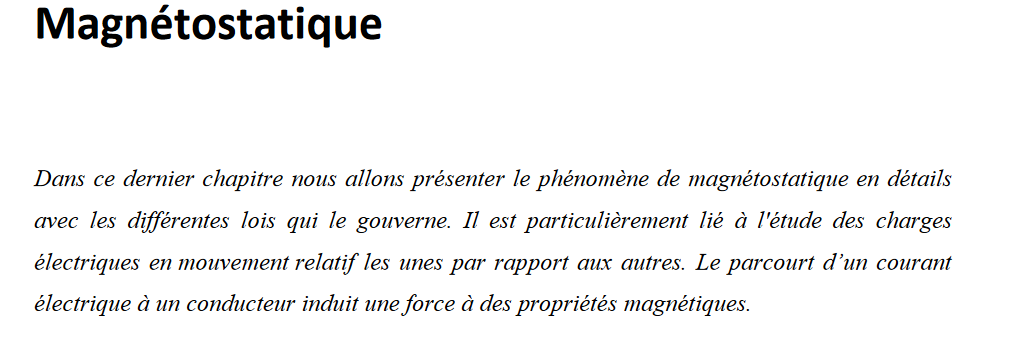 Magnétostatique
Dans ce dernier chapitre nous allons présenter le phénomène de magnétostatique en détails
avec les différentes lois qui le gouverne. Il est particulièrement lié à l'étude des charges
électriques en mouvement relatif les unes par rapport aux autres. Le parcourt d’un courant
électrique à un conducteur induit une force à des propriétés magnétiques.